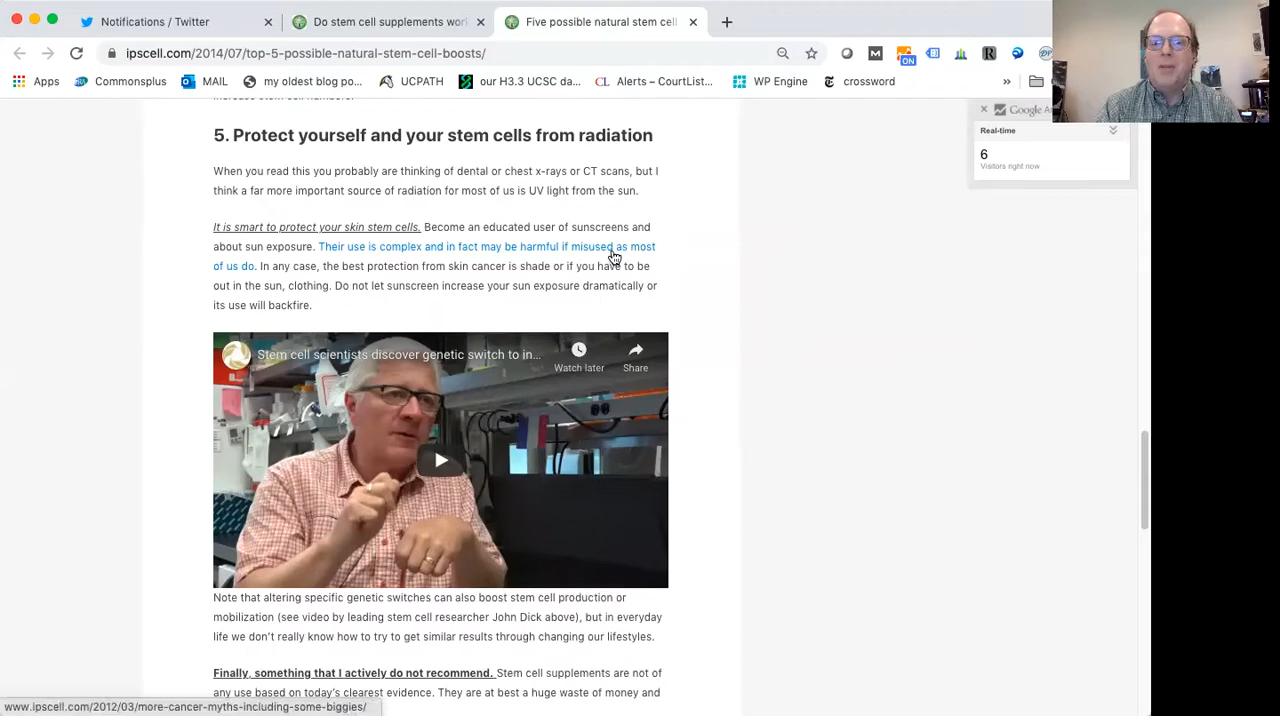 Notifications / Twitter
Do stem cell supplements wor
Five possible natural stem cel
ipscell.com/2014/07/top-5-possible-natural-stem-cell-boosts/
ON
Apps
Commonsplus
MAIL
my oldest blog po...
UCPATH
our H3.3 UCSC da...
CL Alerts – CourtList...
WP Engine
crossword
»
5. Protect yourself and your stem cells from radiation
When you read this you probably are thinking of dental or chest x-rays or CT scans, but I
think a far more important source of radiation for most of us is UV light from the sun.
It is smart to protect your skin stem cells. Become an educated user of sunscreens and
about sun exposure. Their use is complex and in fact may be harmful if misused as most
of us do. In any case, the best protection from skin cancer is shade or if you have to be
out in the sun, clothing. Do not let sunscreen increase your sun exposure dramatically or
its use will backfire.
Stem cell scientists discover genetic switch to in...
Watch later
Share
Note that altering specific genetic switches can also boost stem cell production or
mobilization (see video by leading stem cell researcher John Dick above), but in everyday
life we don't really know how to try to get similar results through changing our lifestyles.
Finally, something that I actively do not recommend. Stem cell supplements are not of
any use based on today's clearest evidence. They are at best a huge waste of money and
Google
Real-time
6
Visitors right now
www.ipscell.com/2012/03/more-cancer-myths-including-some-biggies/